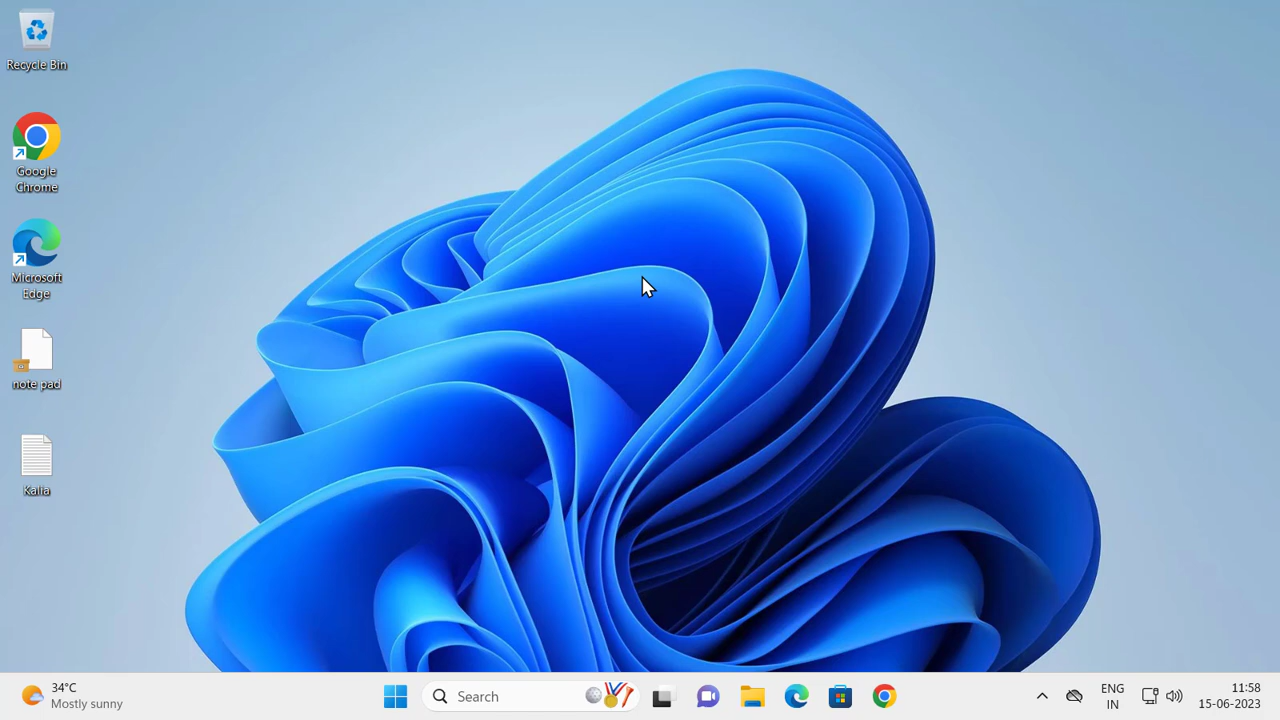 Recycle Bin
Google
Chrome
Microsoft
Edge
note pad
Kalia
34°C
Mostly sunny
Search
ENG
IN
11:58
15-06-2023